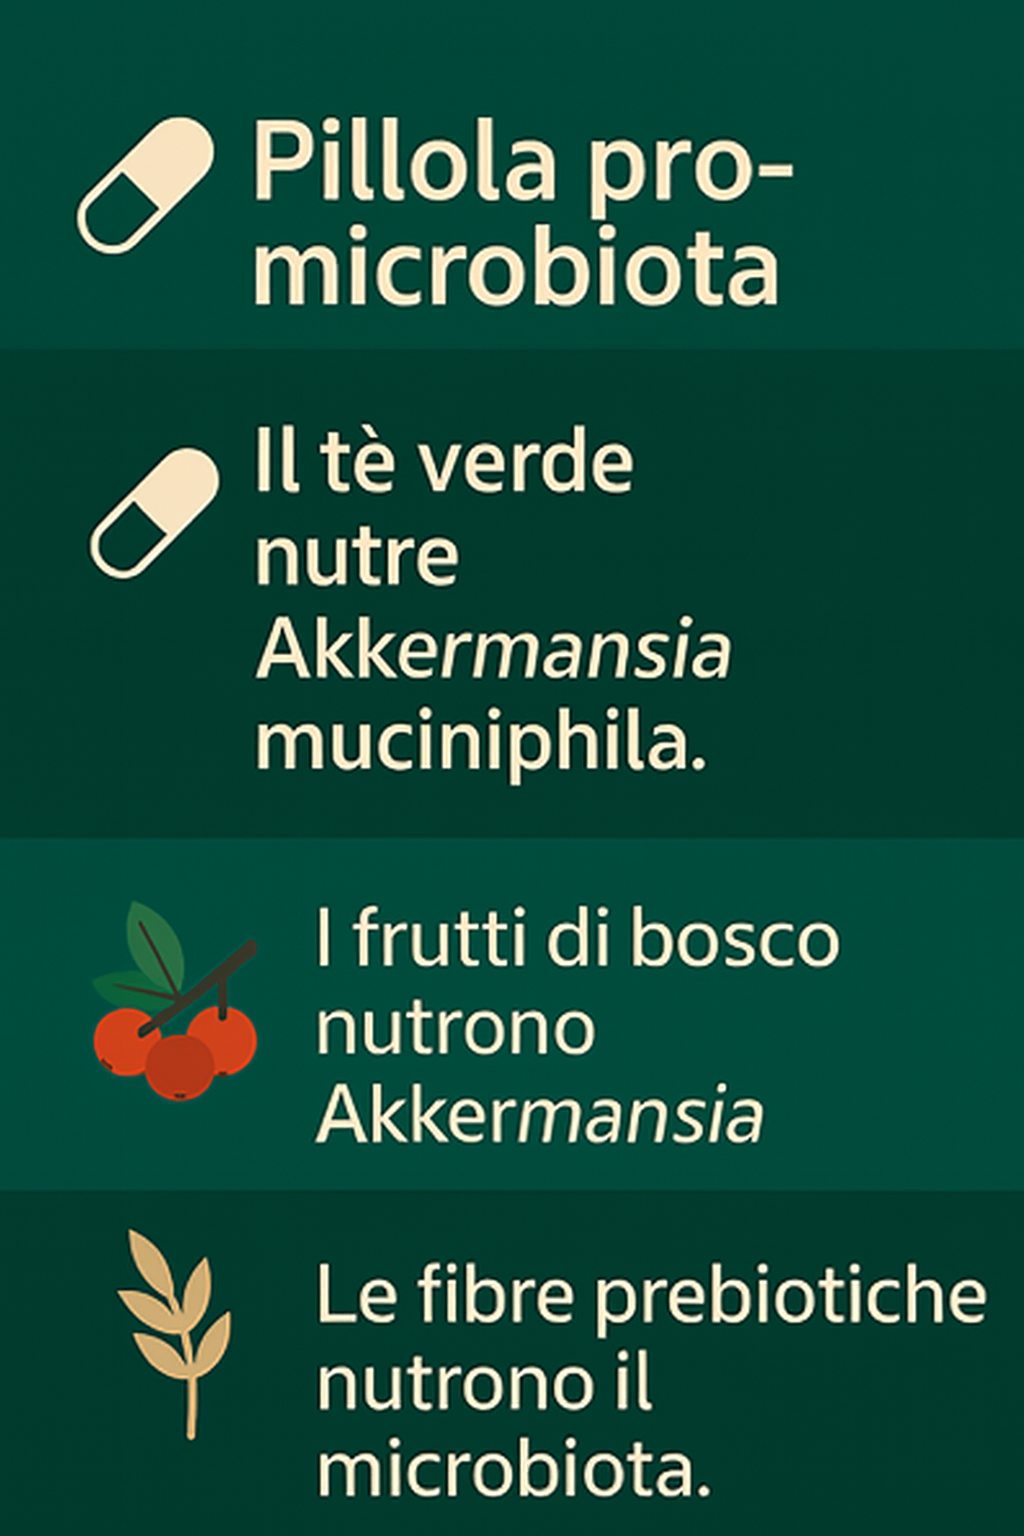 Pillola pro-
microbiota
Il tè verde
nutre
Akkermansia
muciniphila.
I frutti di bosco
nutrono
Akkermansia
Le fibre prebiotiche
nutrono il
microbiota.